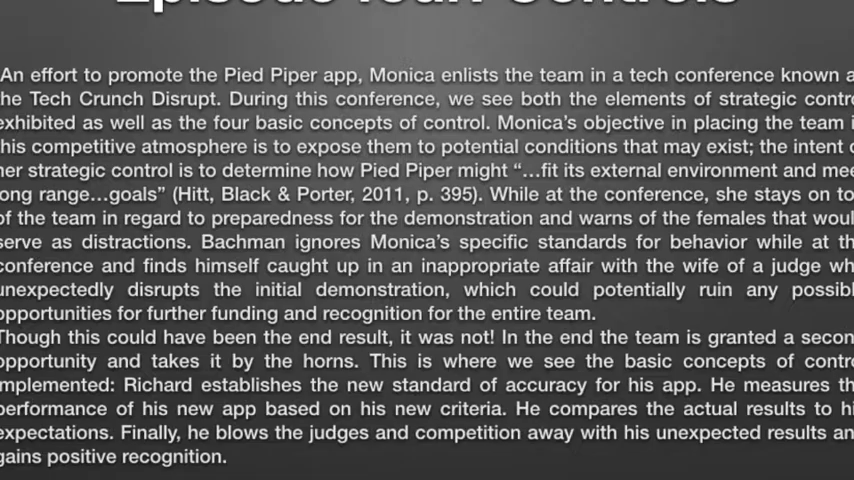 Episode four: Controls
An effort to promote the Pied Piper app, Monica enlists the team in a tech conference known a
the Tech Crunch Disrupt. During this conference, we see both the elements of strategic contro
exhibited as well as the four basic concepts of control. Monica's objective in placing the team i
this competitive atmosphere is to expose them to potential conditions that may exist; the intent o
her strategic control is to determine how Pied Piper might “...fit its external environment and mee
long range...goals” (Hitt, Black & Porter, 2011, p. 395). While at the conference, she stays on to
of the team in regard to preparedness for the demonstration and warns of the females that woul
serve as distractions. Bachman ignores Monica's specific standards for behavior while at th
conference and finds himself caught up in an inappropriate affair with the wife of a judge wh
unexpectedly disrupts the initial demonstration, which could potentially ruin any possibl
opportunities for further funding and recognition for the entire team.
Though this could have been the end result, it was not! In the end the team is granted a secon
opportunity and takes it by the horns. This is where we see the basic concepts of contro
implemented: Richard establishes the new standard of accuracy for his app. He measures th
performance of his new app based on his new criteria. He compares the actual results to hi
expectations. Finally, he blows the judges and competition away with his unexpected results an
gains positive recognition.